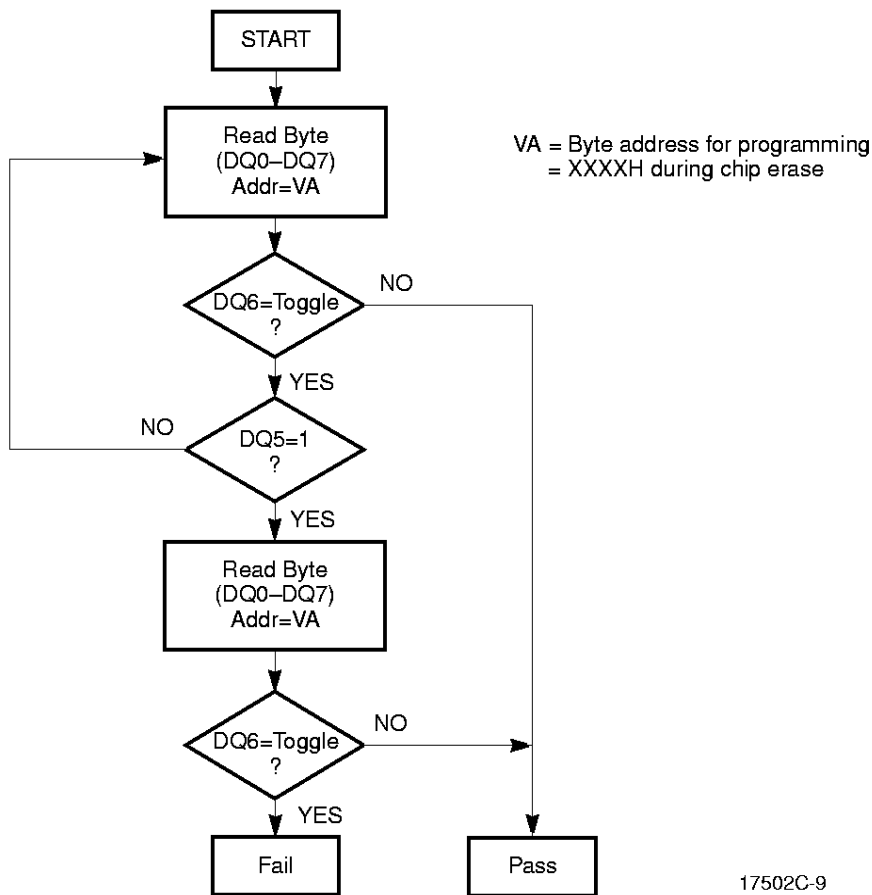 START
Read Byte
(DQ0–DQ7)
Addr=VA
VA = Byte address for programming
= XXXXH during chip erase
DQ6=Toggle
?
NO
YES
DQ5=1
?
NO
YES
Read Byte
(DQ0–DQ7)
Addr=VA
DQ6=Toggle
?
NO
YES
Fail
Pass
17502C-9